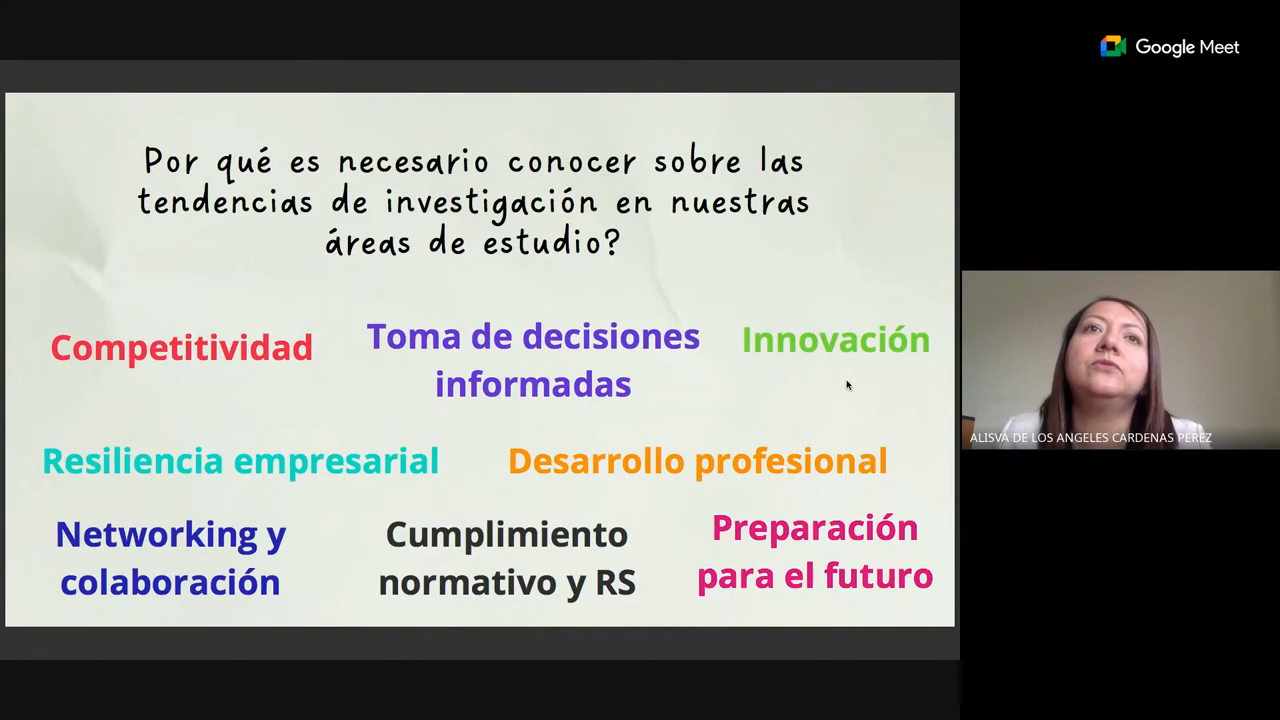 Google Meet
Por qué es necesario conocer sobre las
tendencias de investigación en nuestras
áreas de estudio?
Competitividad
Toma de decisiones
informadas
Innovación
Resiliencia empresarial
Desarrollo profesional
Networking y
colaboración
Cumplimiento
normativo y RS
Preparación
para el futuro
ALISVA DE LOS ANGELES CARDENAS PEREZ